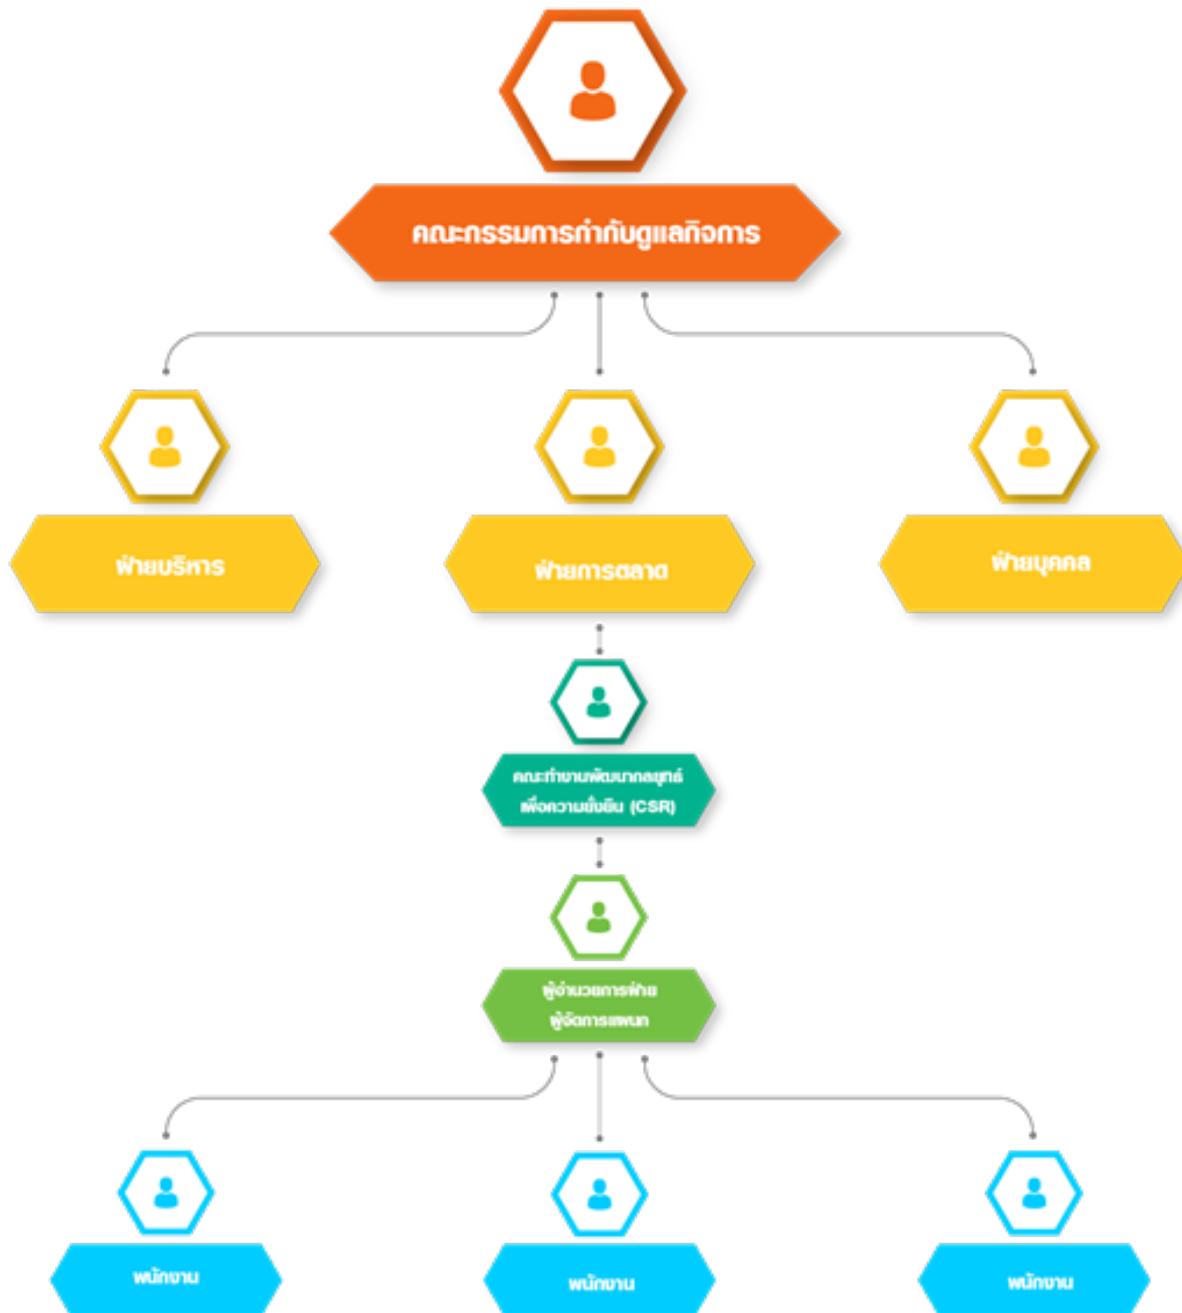 คณะกรรมการกำกับดูแลกิจการ
ฝ่ายบริหาร
ฝ่ายการตลาด
ฝ่ายบุคคล
คณะทำงานพัฒนากลยุทธ์
เพื่อความยั่งยืน (CSR)
ผู้อำนวยการฝ่าย
ผู้จัดการแผนก
พนักงาน
พนักงาน
พนักงาน